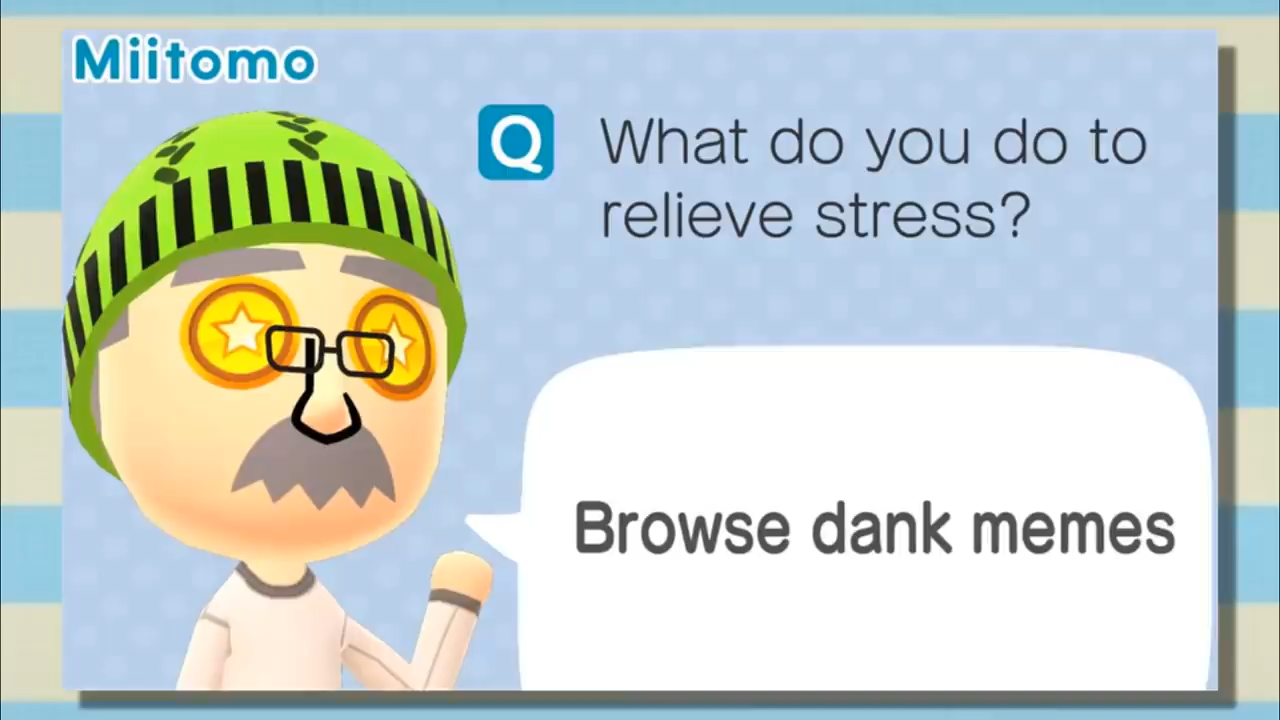 Miitomo
Q What do you do to
relieve stress?
Browse dank memes